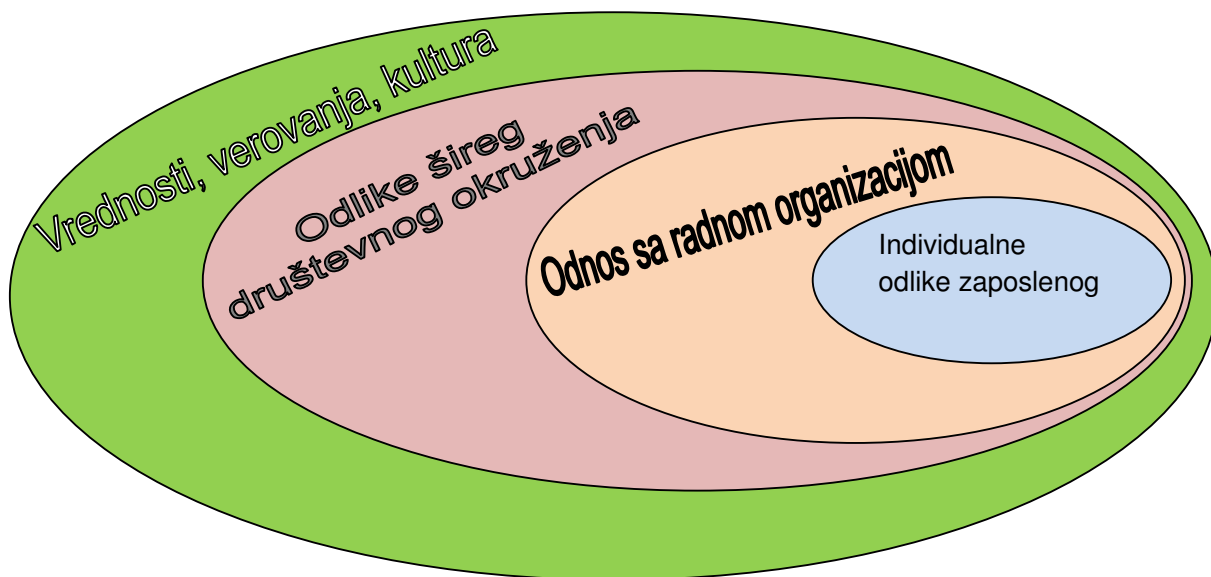 Vrednosti, verovanja, kultura
Odlike šireg
društevnog okruženja
Odnos sa radnom organizacijom
Individualne
odlike zaposlenog